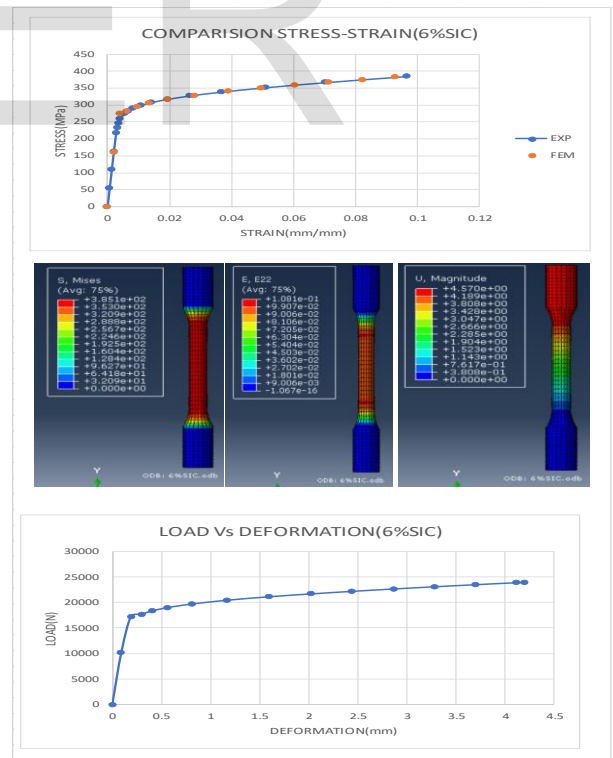 ER
COMPARISION STRESS-STRAIN(6%SIC)
450
400
350
300
250
200
150
100
50
0
STRESS(MPa)
0 0.02 0.04 0.06 0.08 0.1 0.12
STRAIN(mm/mm)
EXP
FEM
S, Mises
(Avg: 75%)
+3.851e+02
+3.530e+02
+3.209e+02
+2.888e+02
+2.567e+02
+2.246e+02
+1.925e+02
+1.604e+02
+1.284e+02
+9.627e+01
+6.418e+01
+3.209e+01
+0.000e+00
Y
ODB: 6%SIC.odb
E, E22
(Avg: 75%)
+1.081e-01
+9.907e-02
+9.006e-02
+8.106e-02
+7.205e-02
+6.304e-02
+5.404e-02
+4.503e-02
+3.602e-02
+2.702e-02
+1.801e-02
+9.006e-03
-1.067e-16
Y
ODB: 6%SIC.odb
U, Magnitude
+4.570e+00
+4.189e+00
+3.808e+00
+3.428e+00
+3.047e+00
+2.666e+00
+2.285e+00
+1.904e+00
+1.523e+00
+1.143e+00
+7.617e-01
+3.808e-01
+0.000e+00
Y
ODB: 6%SIC.odb
LOAD Vs DEFORMATION(6%SIC)
30000
25000
20000
15000
10000
5000
0
LOAD(N)
0 0.5 1 1.5 2 2.5 3 3.5 4 4.5
DEFORMATION(mm)